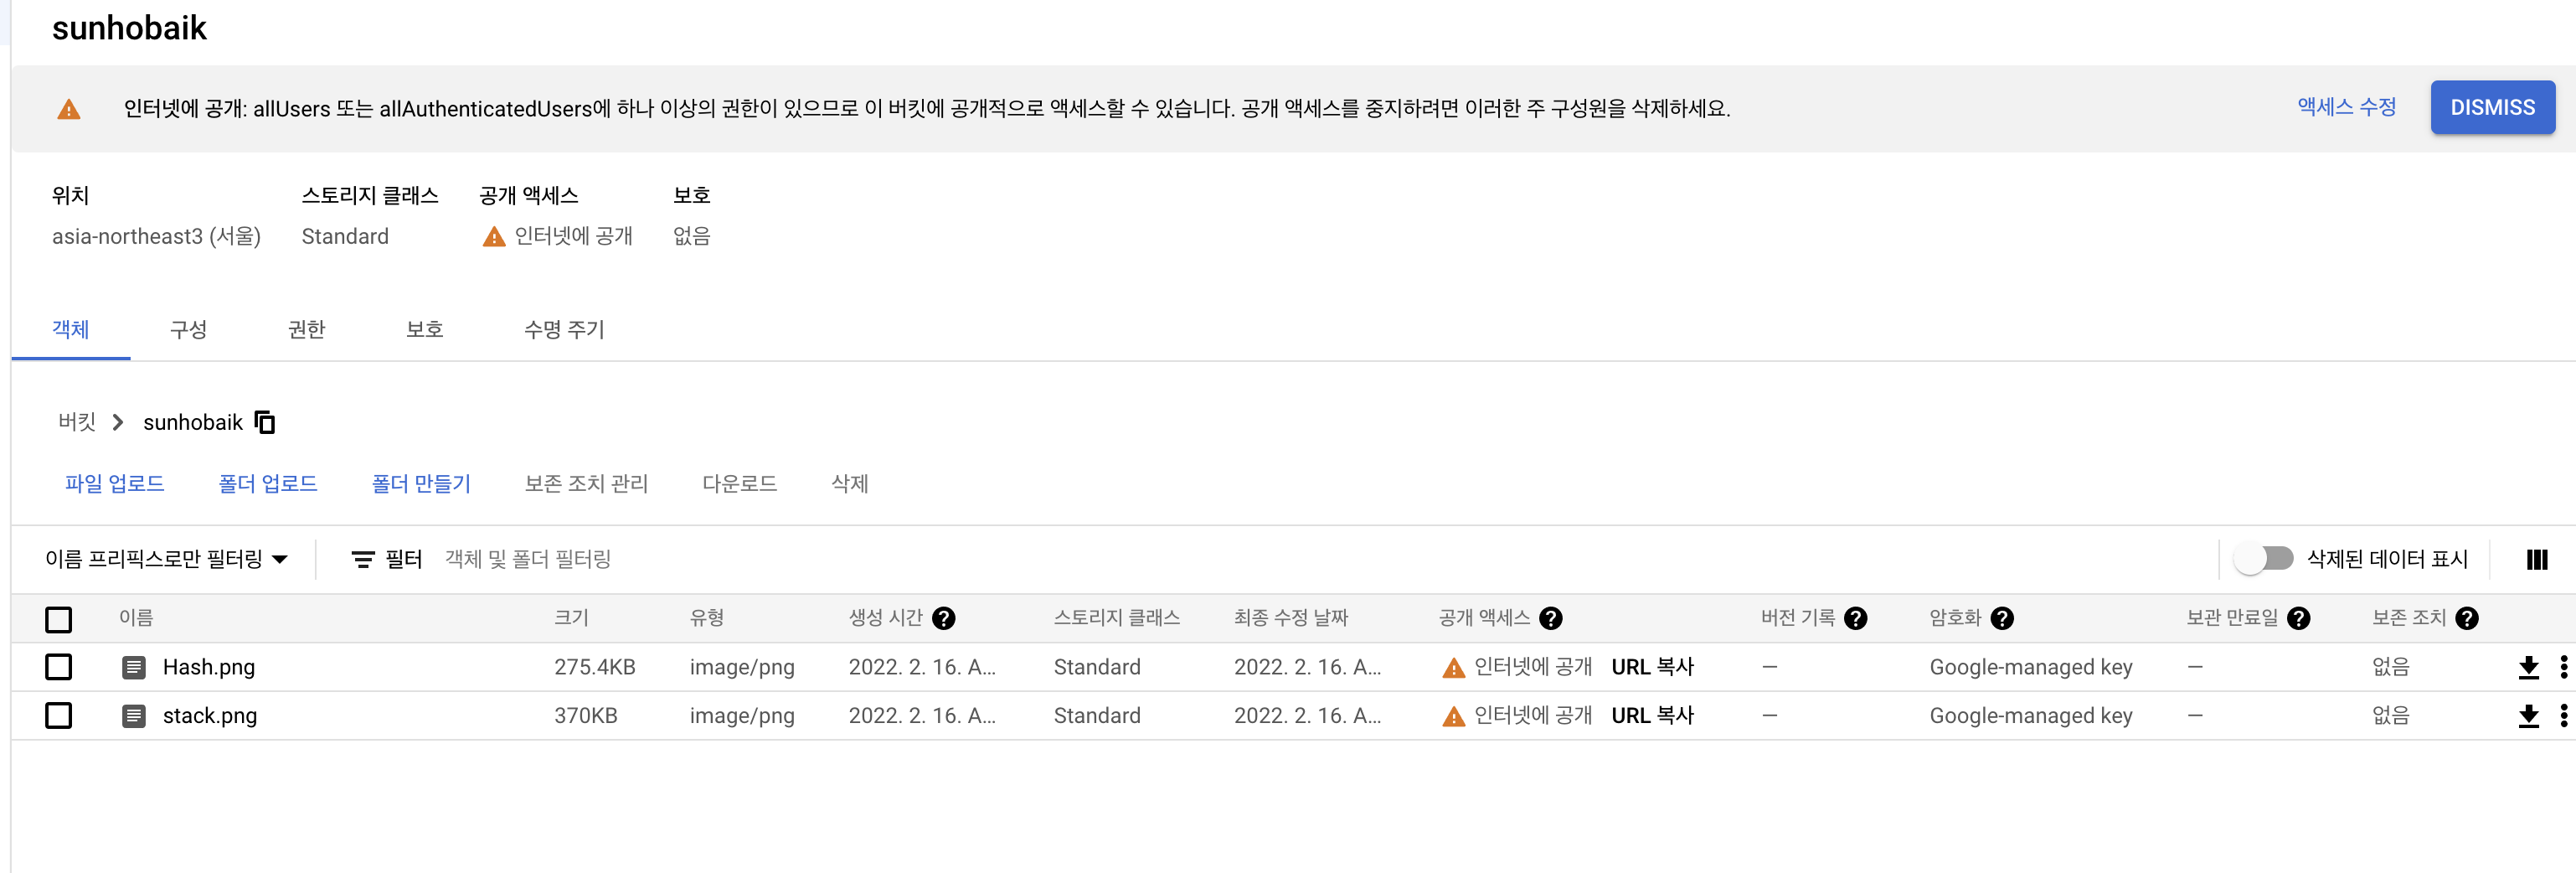 sunhobaik
인터넷에 공개: allUsers 또는 allAuthenticatedUsers에 하나 이상의 권한이 있으므로 이 버킷에 공개적으로 액세스할 수 있습니다. 공개 액세스를 중지하려면 이러한 주 구성원을 삭제하세요. 액세스 수정 DISMISS
위치 스토리지 클래스 공개 액세스 보호
asia-northeast3 (서울) Standard 인터넷에 공개 없음
객체 구성 권한 보호 수명 주기
버킷 sunhobaik
파일 업로드 폴더 업로드 폴더 만들기 보존 조치 관리 다운로드 삭제
이름 프리픽스로만 필터링 필터 객체 및 폴더 필터링 삭제된 데이터 표시
이름 크기 유형 생성 시간 스토리지 클래스 최종 수정 날짜 공개 액세스 버전 기록 암호화 보관 만료일 보존 조치
Hash.png 275.4KB image/png 2022. 2. 16. A... Standard 2022. 2. 16. A... 인터넷에 공개 URL 복사 — Google-managed key — 없음
stack.png 370KB image/png 2022. 2. 16. A... Standard 2022. 2. 16. A... 인터넷에 공개 URL 복사 — Google-managed key — 없음